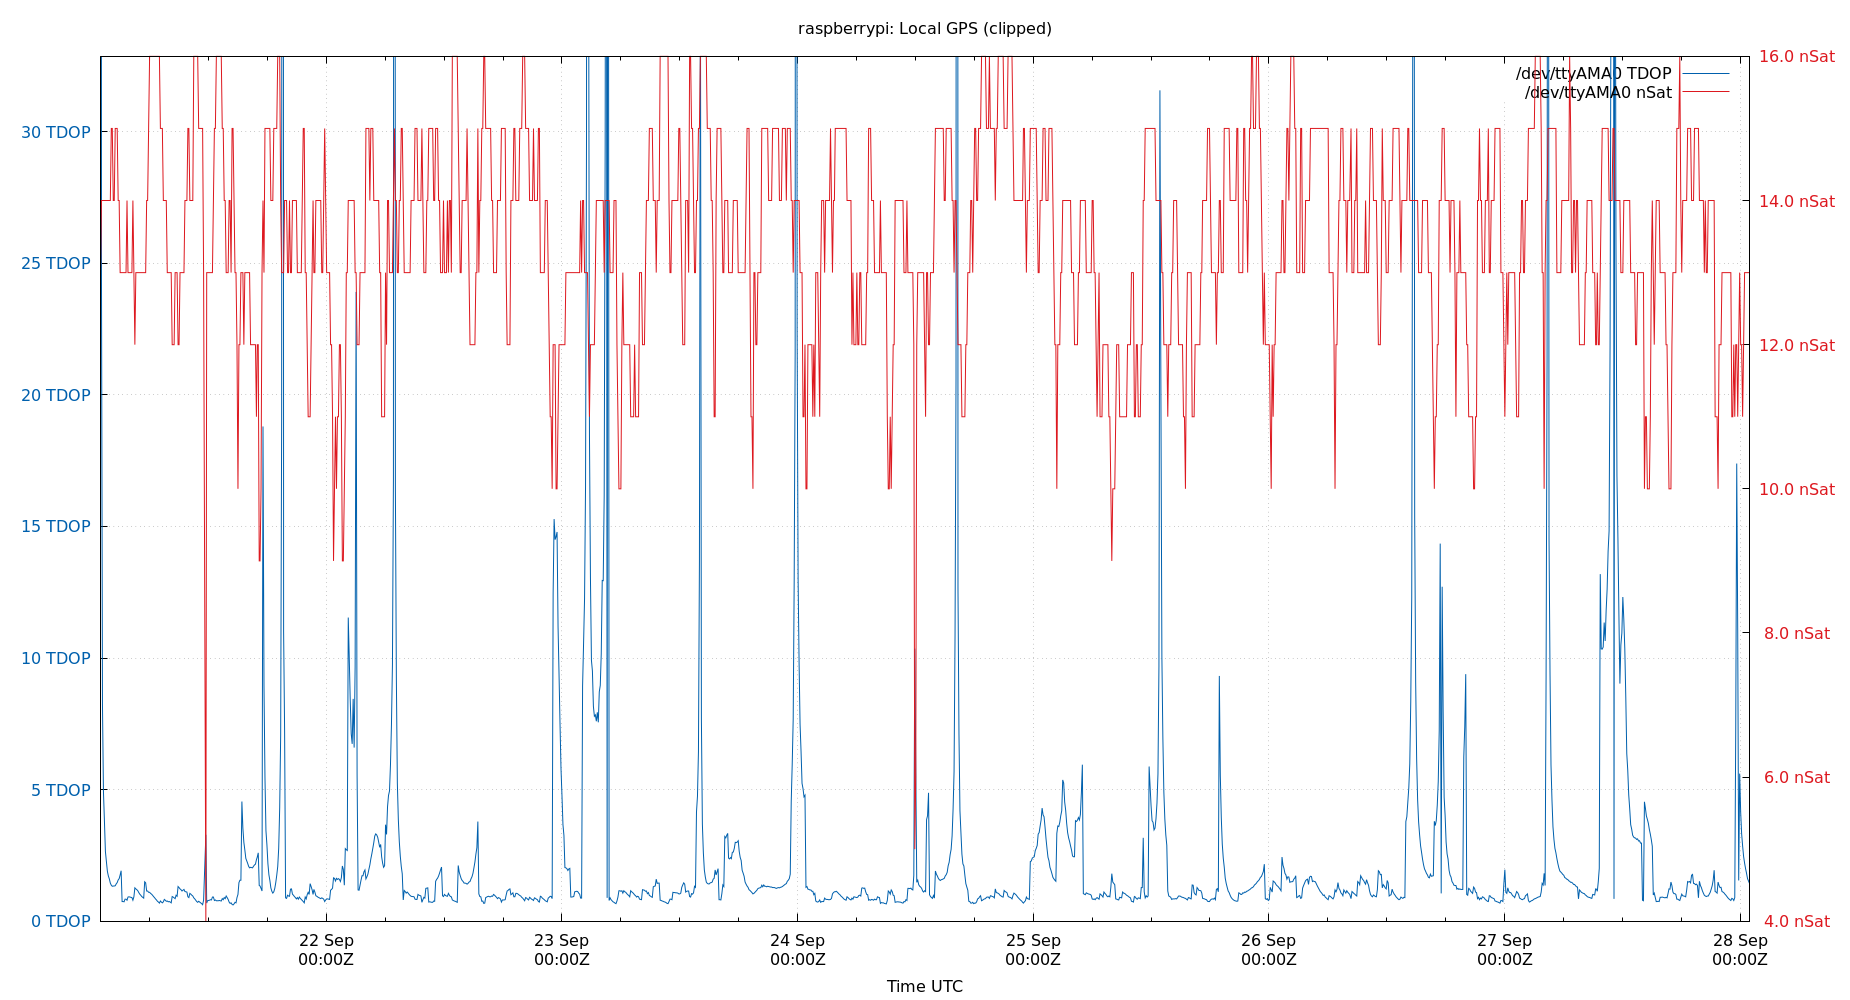 raspberrypi: Local GPS (clipped)
16.0 nSat
/dev/ttyAMA0 TDOP
/dev/ttyAMA0 nSat
30 TDOP
14.0 nSat
25 TDOP
12.0 nSat
20 TDOP
10.0 nSat
15 TDOP
8.0 nSat
10 TDOP
6.0 nSat
5 TDOP
4.0 nSat
0 TDOP
22 Sep 23 Sep 24 Sep 25 Sep 26 Sep 27 Sep 28 Sep
00:00Z 00:00Z 00:00Z 00:00Z 00:00Z 00:00Z 00:00Z
Time UTC